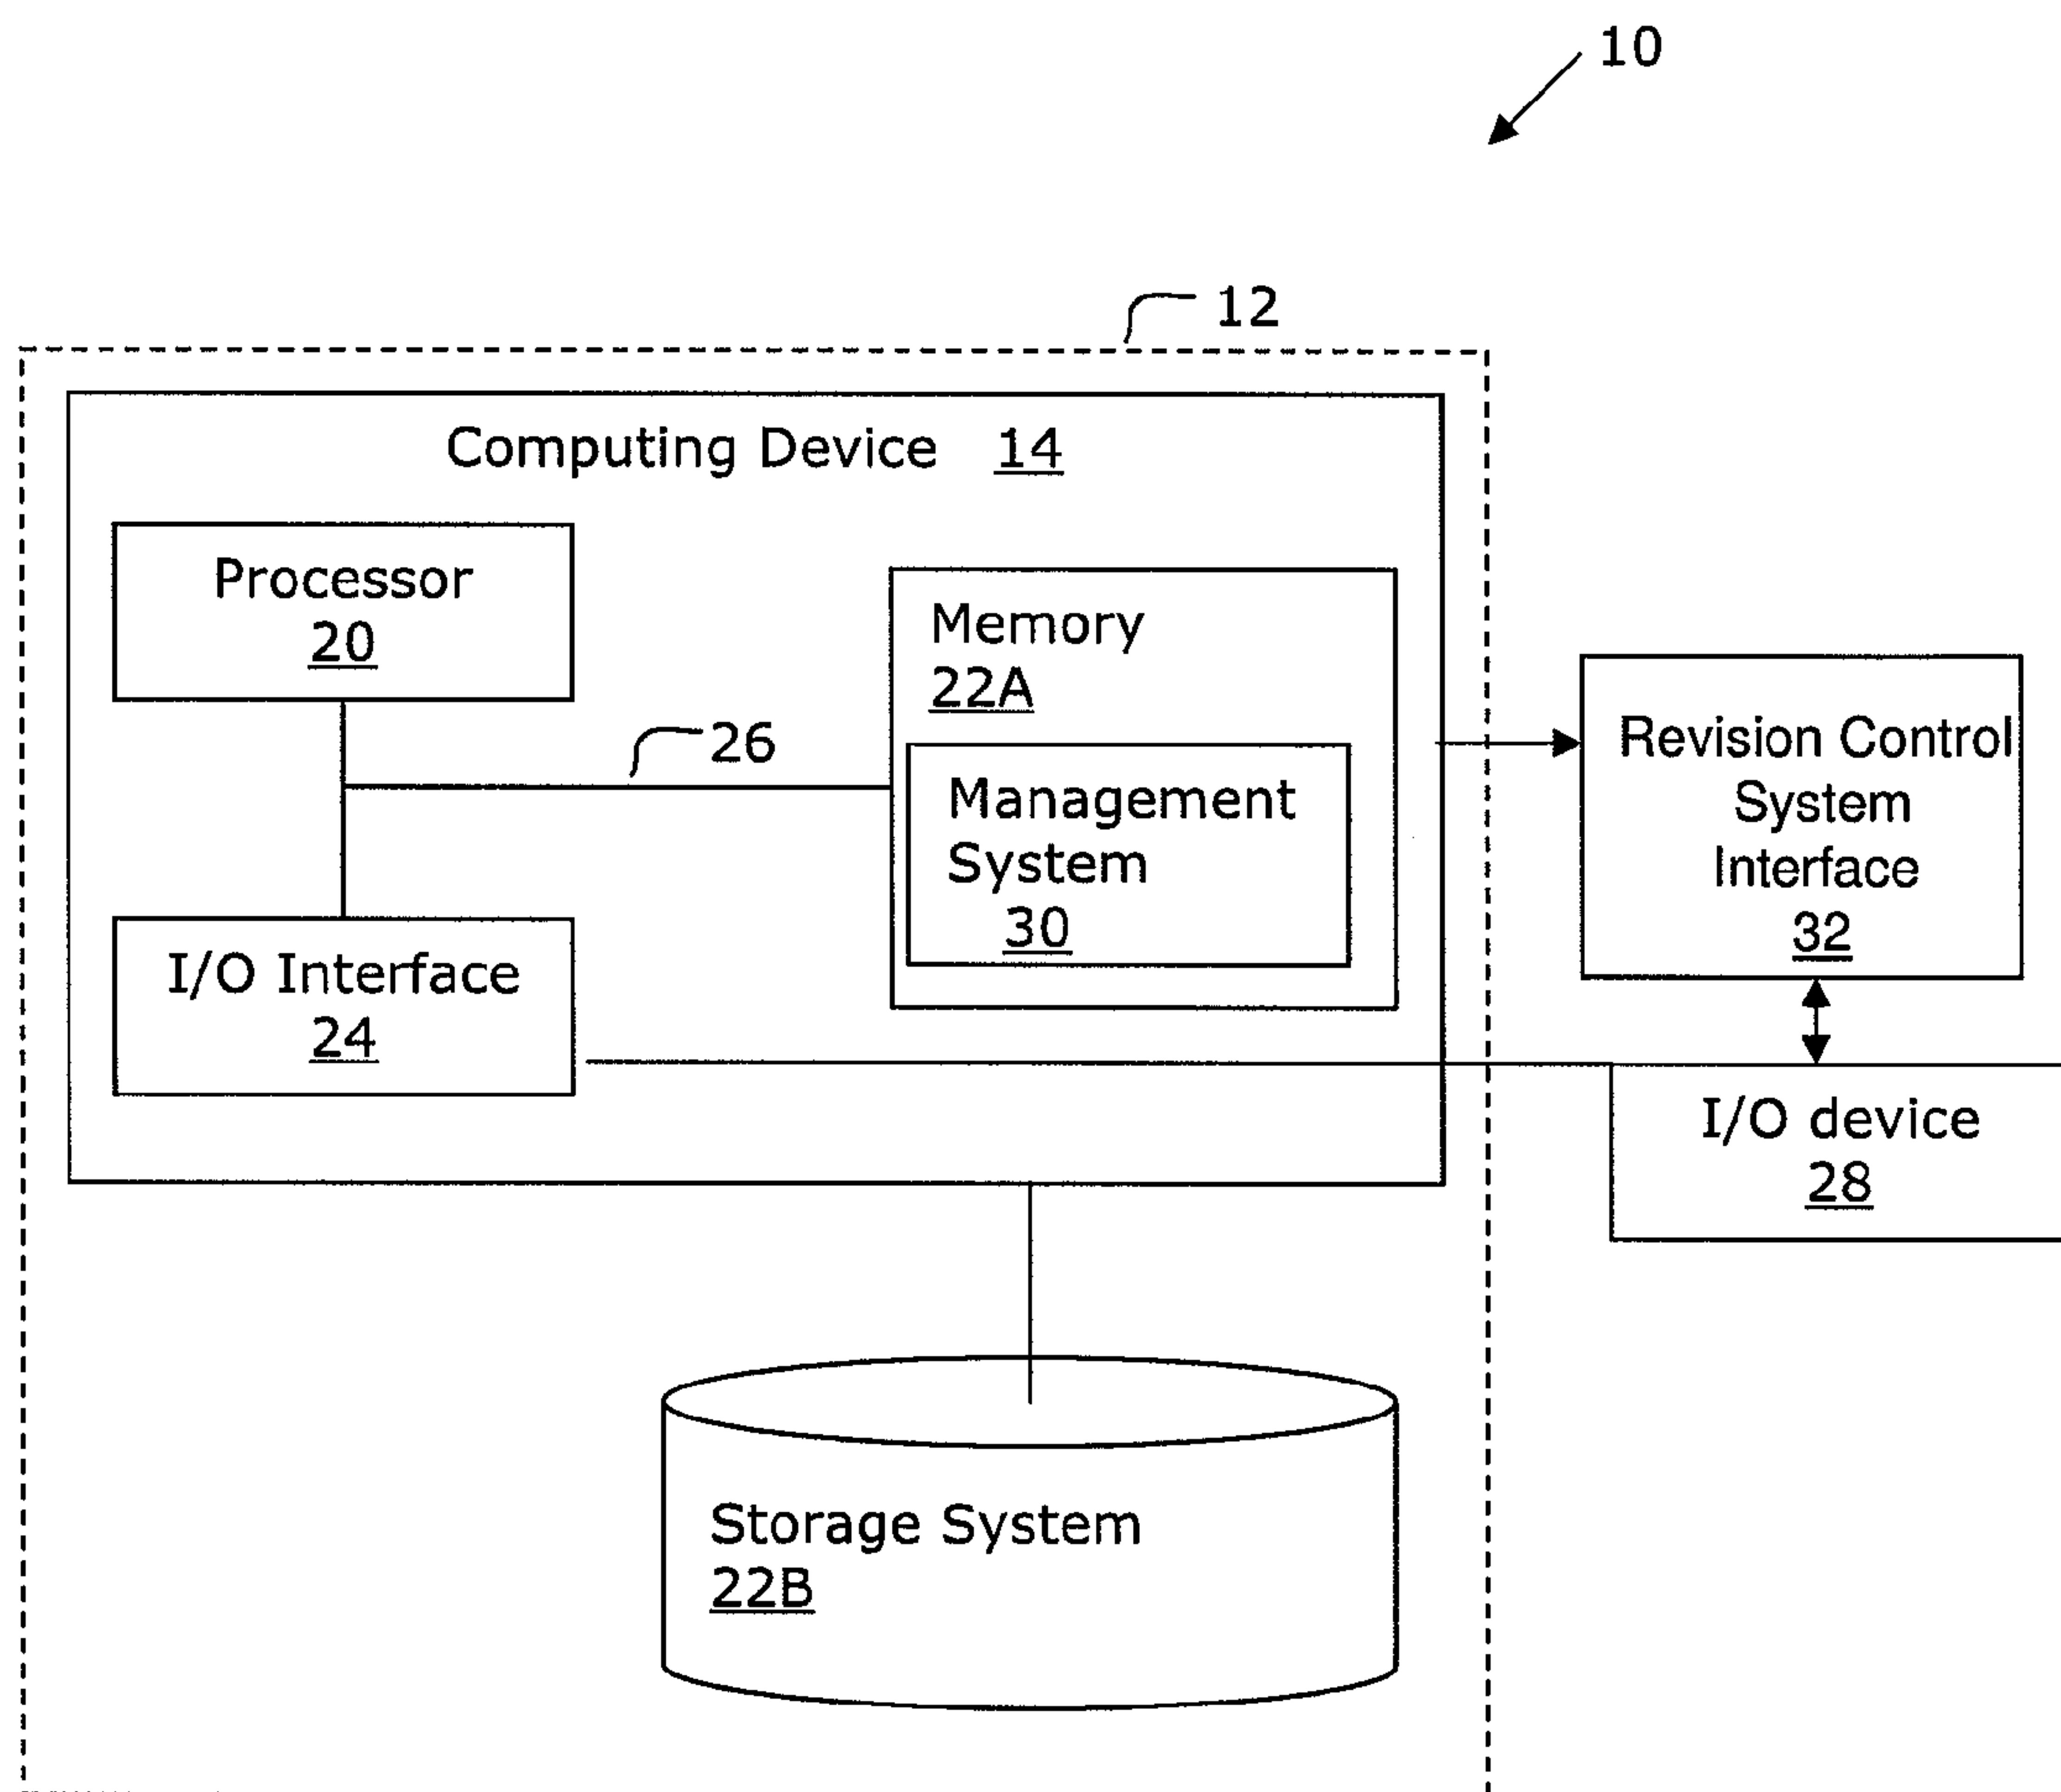 10
12
Computing Device 14
Processor
20
Memory
22A
26
Management
System
30
Revision Control
System
Interface
32
I/O Interface
24
I/O device
28
Storage System
22B